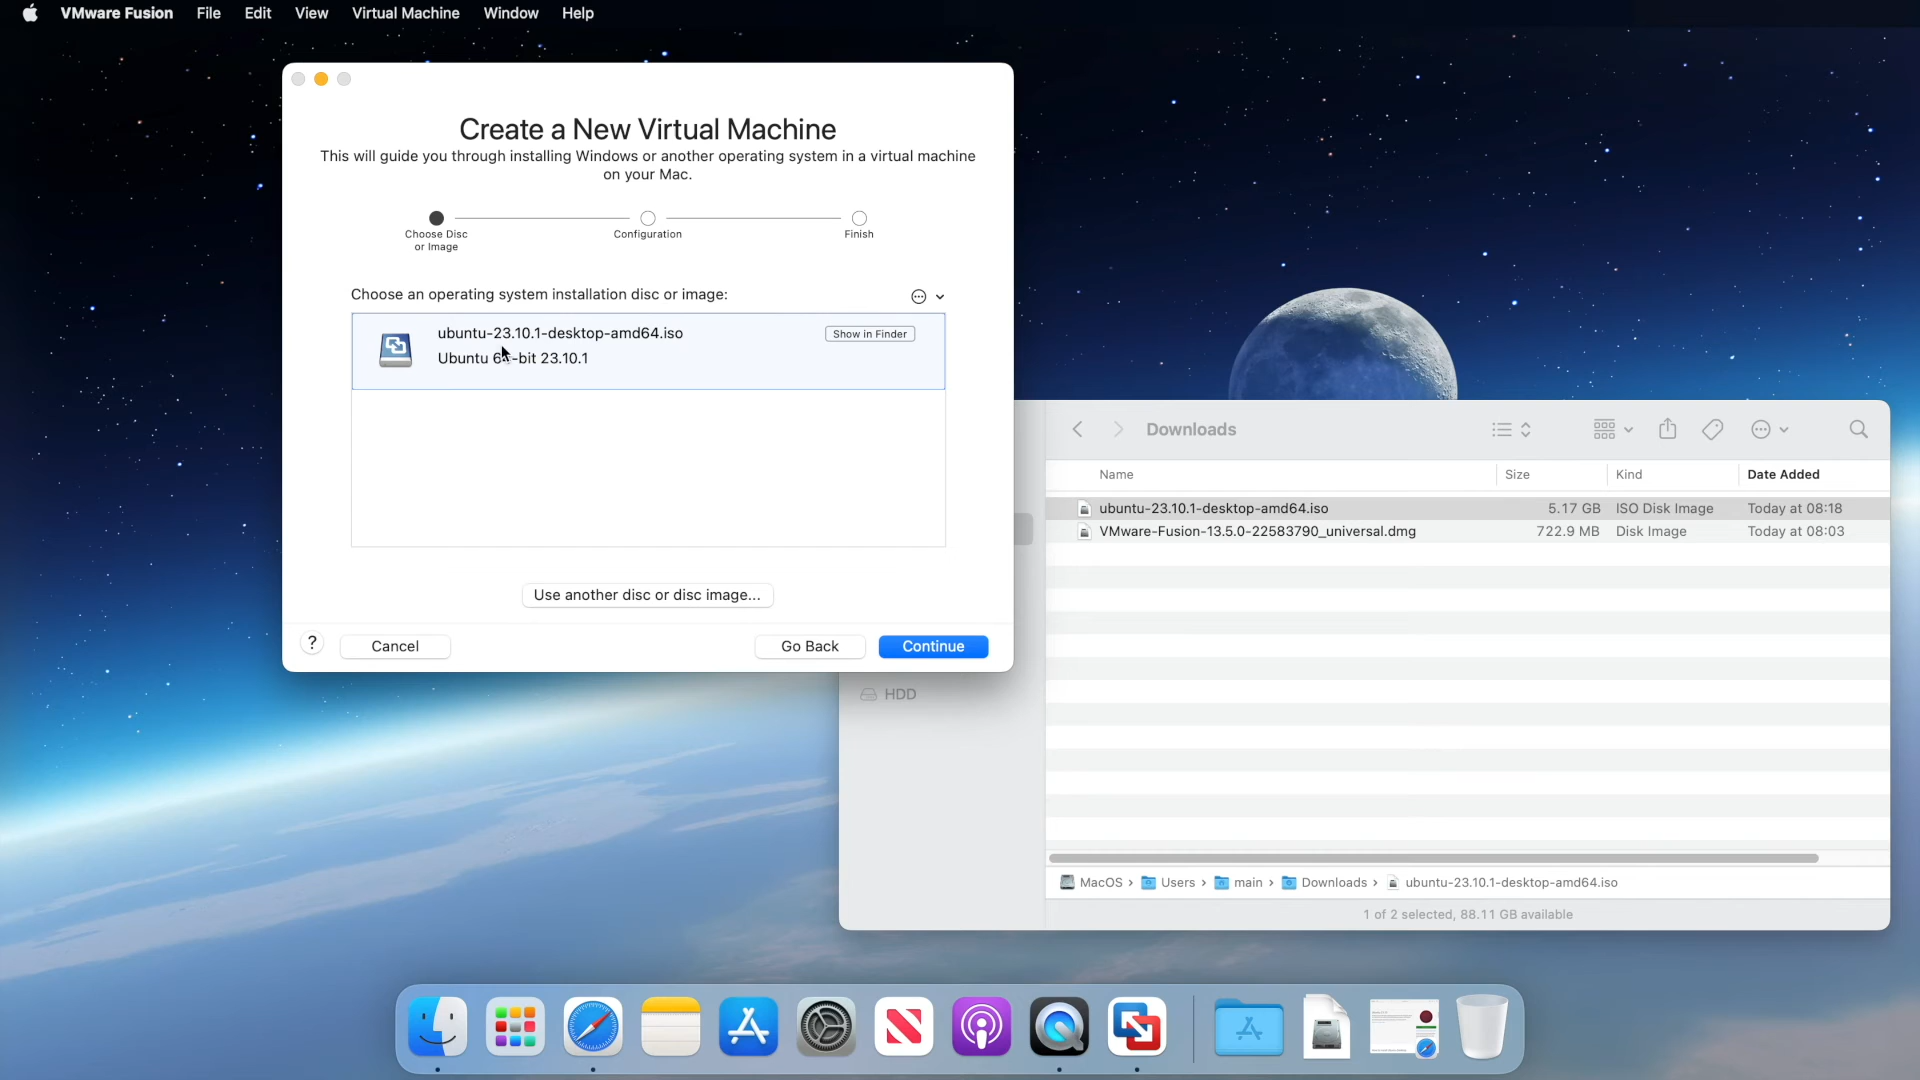 VMware Fusion File Edit View Virtual Machine Window Help
Create a New Virtual Machine
This will guide you through installing Windows or another operating system in a virtual machine
on your Mac.
Choose Disc
or Image
Configuration
Finish
Choose an operating system installation disc or image:
ubuntu-23.10.1-desktop-amd64.iso
Show in Finder
Ubuntu 64-bit 23.10.1
Use another disc or disc image...
? Cancel Go Back Continue
Downloads
Name Size Kind Date Added
ubuntu-23.10.1-desktop-amd64.iso 5.17 GB ISO Disk Image Today at 08:18
VMware-Fusion-13.5.0-22583790_universal.dmg 722.9 MB Disk Image Today at 08:03
HDD
MacOS › Users › main › Downloads › ubuntu-23.10.1-desktop-amd64.iso
1 of 2 selected, 88.11 GB available